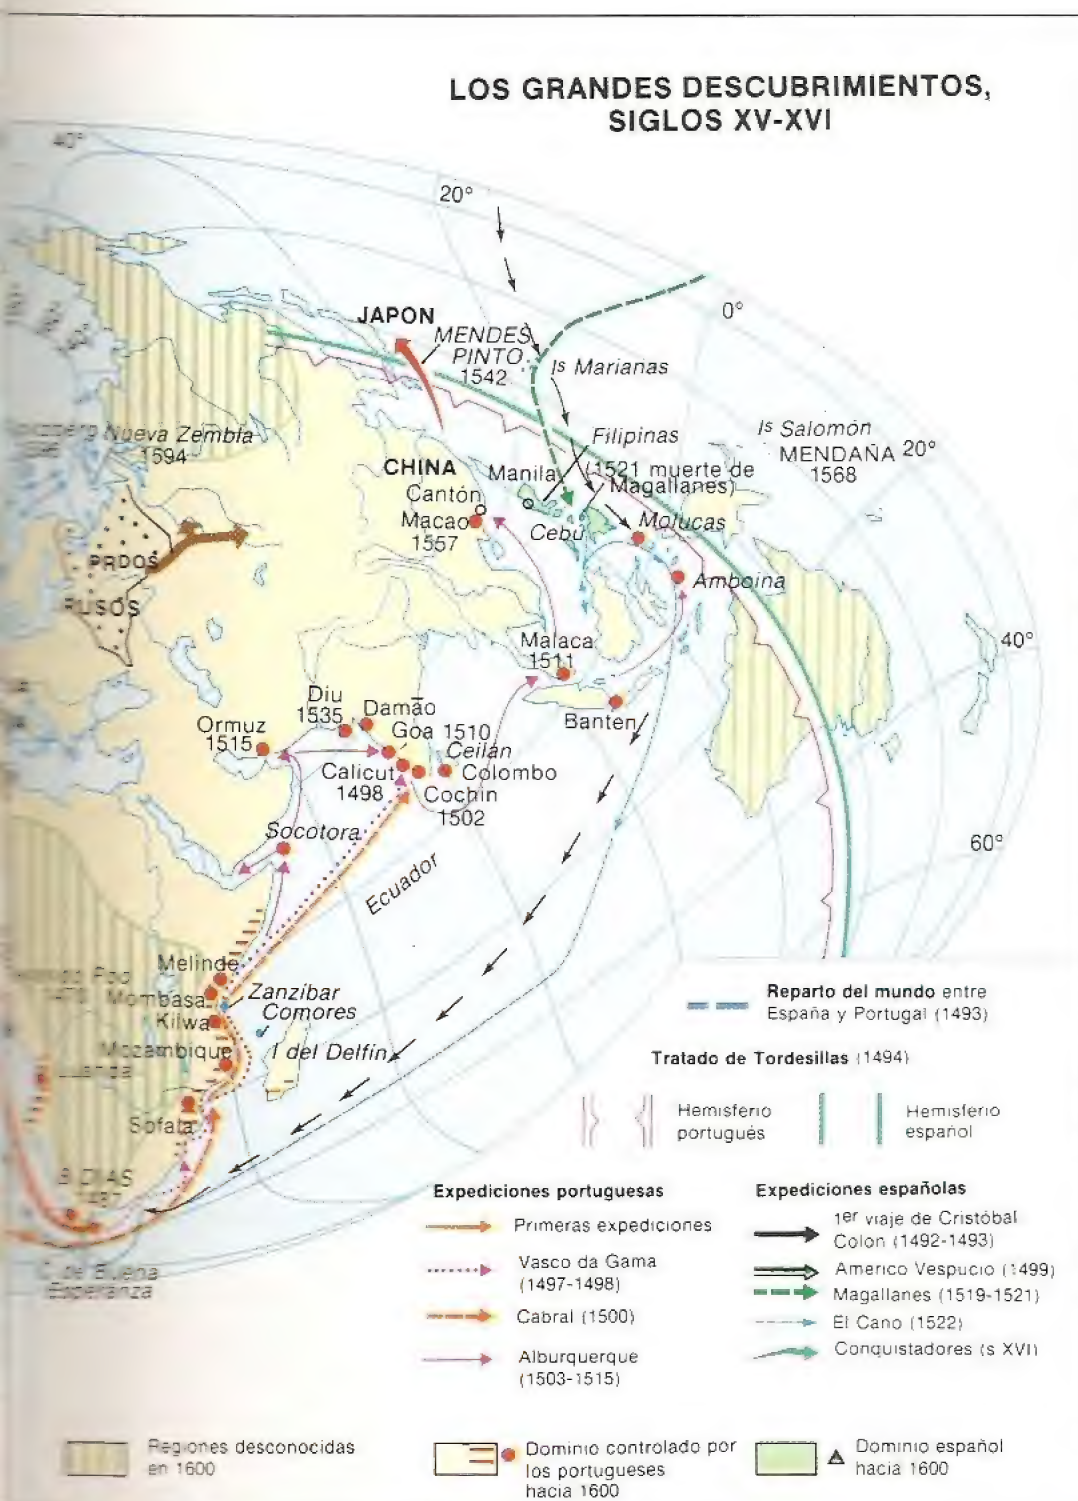 LOS GRANDES DESCUBRIMIENTOS,
SIGLOS XV-XVI
40°
20°
0°
JAPON
MENDES
PINTO
1542
Is Marianas
Filipinas
Is Salomón
MENDAÑA
1568
20°
Nueva Zembla
1594
CHINA
Manila
(1521 muerte de
Magallanes)
Cantón
Macao
1557
Cebú
Molucas
PRDOS
RUSOS
Amboina
40°
Malaca
1511
Banten
Diu
1535
Damão
Ormuz
1515
Goa 1510
Ceilán
Calicut
1498
Colombo
Cochin
1502
Socotora
Ecuador
60°
Melinde
Mombasa
Kilwa
Zanzíbar
Comores
Mozambique
I del Delfín
Sofala
B DIAS
1487
C de Buena
Esperanza
Reparto del mundo entre
España y Portugal (1493)
Tratado de Tordesillas (1494)
Hemisferio
portugués
Hemisferio
español
Expediciones portuguesas
Primeras expediciones
Vasco da Gama
(1497-1498)
Cabral (1500)
Alburquerque
(1503-1515)
Expediciones españolas
1er viaje de Cristóbal
Colon (1492-1493)
Americo Vespucio (1499)
Magallanes (1519-1521)
El Cano (1522)
Conquistadores (s XVI)
Regiones desconocidas
en 1600
Dominio controlado por
los portugueses
hacia 1600
Dominio español
hacia 1600